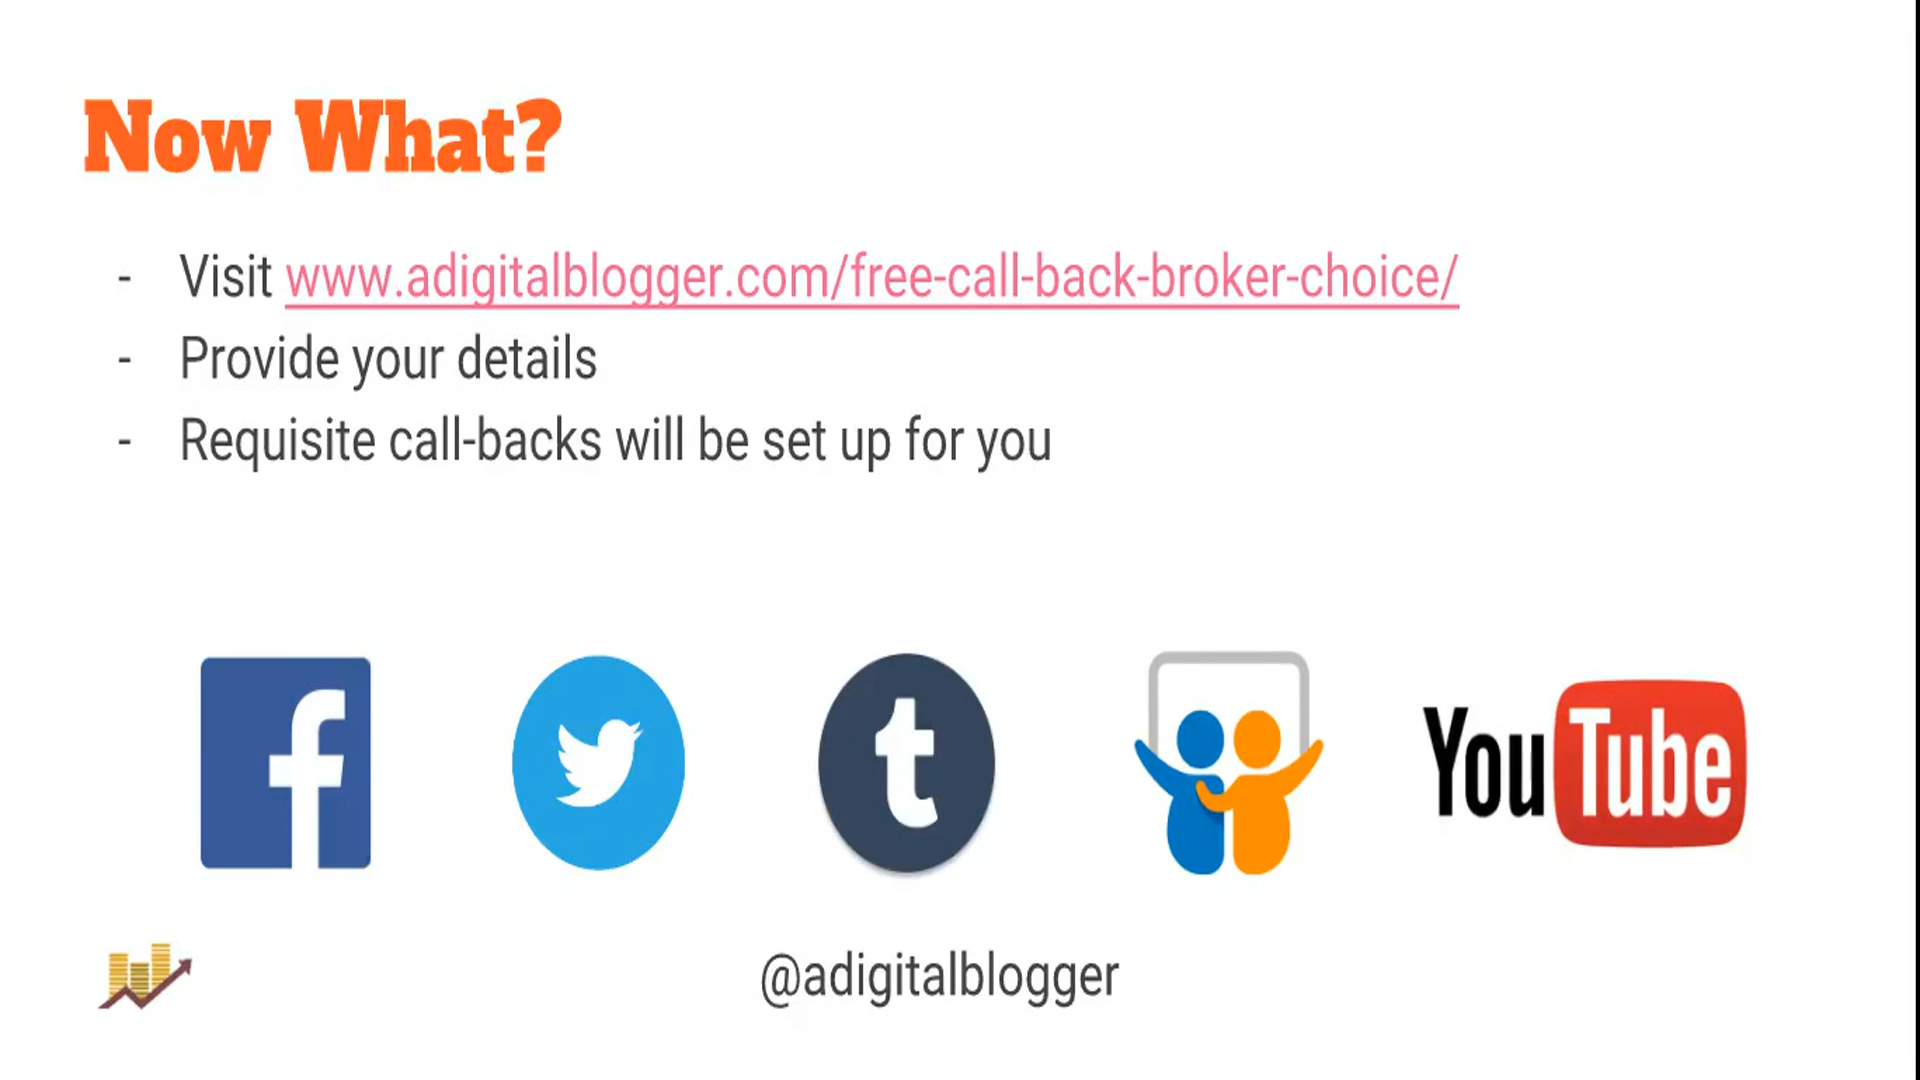 Now What?
- Visit www.adigitalblogger.com/free-call-back-broker-choice/
- Provide your details
- Requisite call-backs will be set up for you
f
t
YouTube
@adigitalblogger